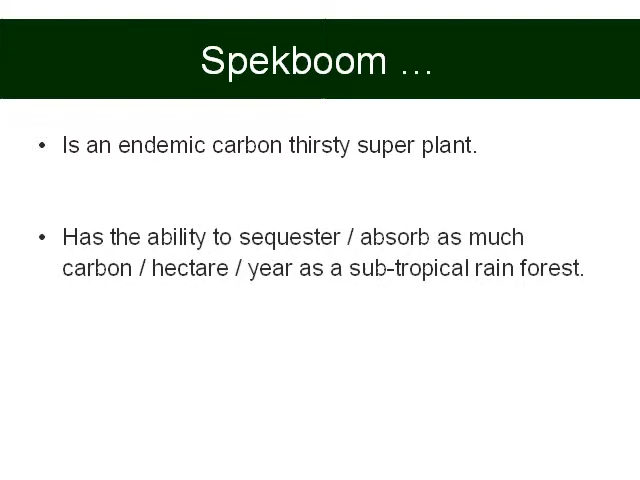 Spekboom …
• Is an endemic carbon thirsty super plant.
• Has the ability to sequester / absorb as much
carbon / hectare / year as a sub-tropical rain forest.